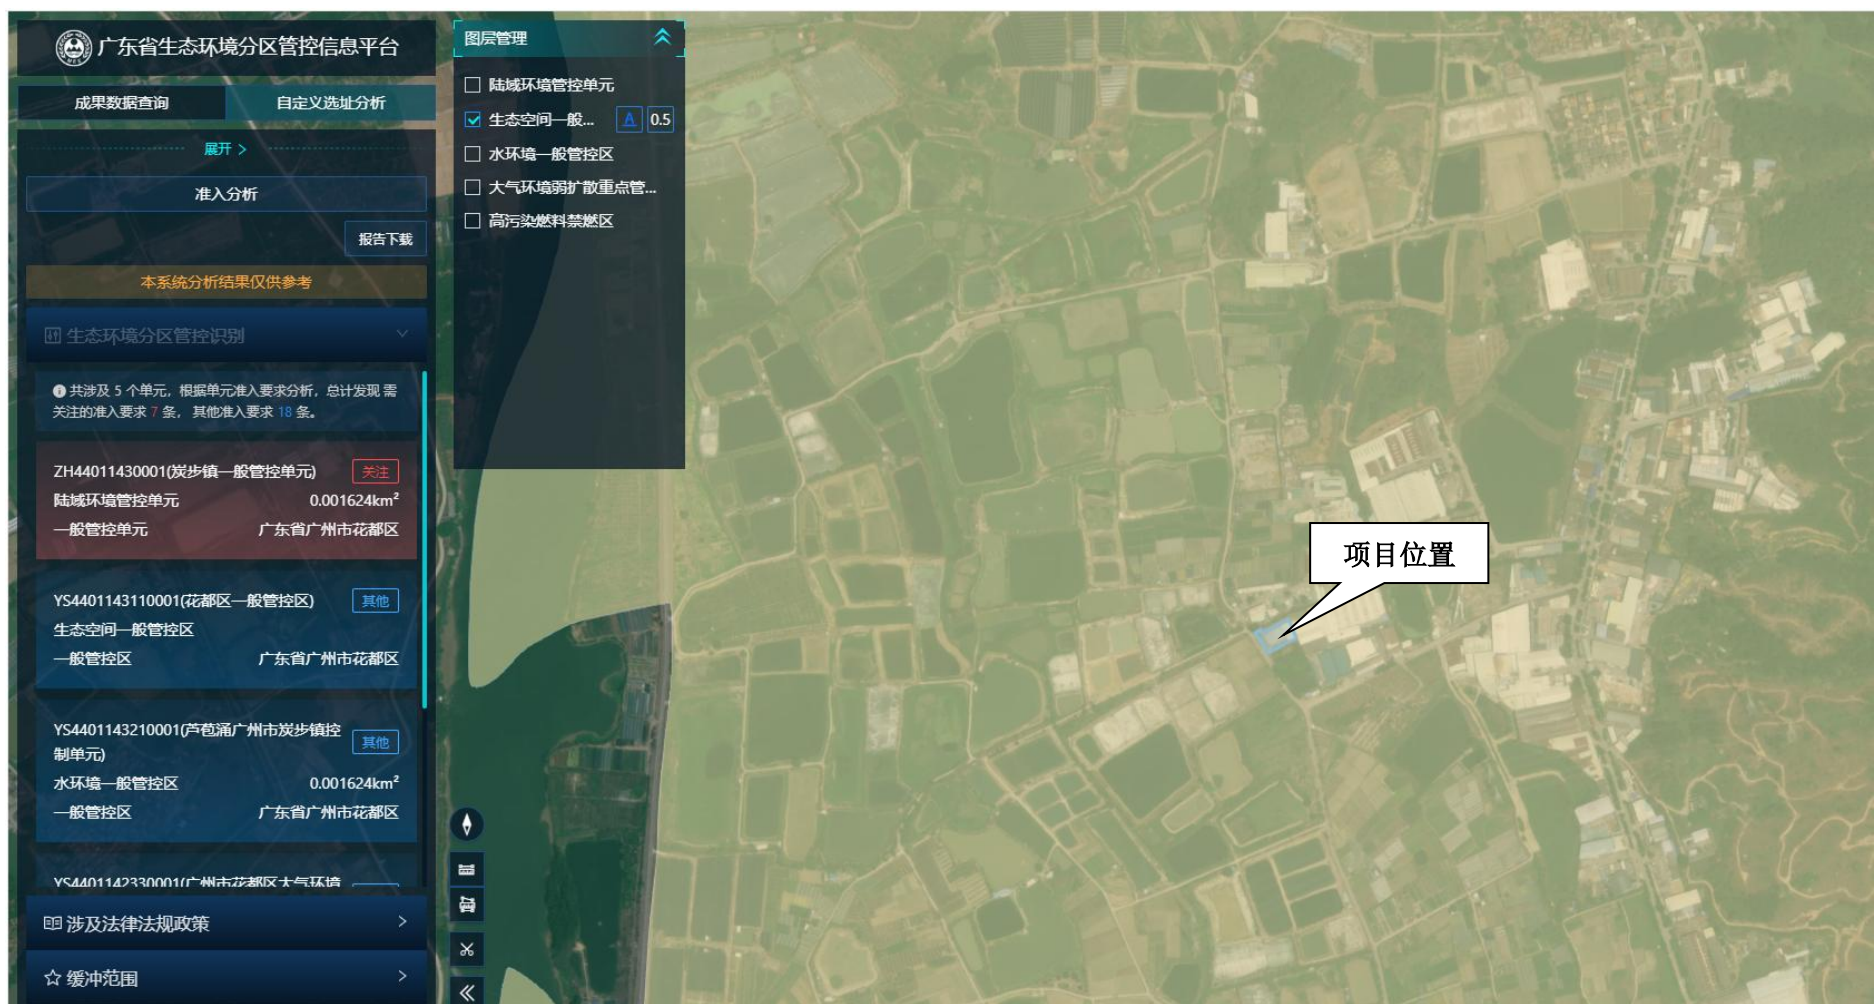 广东省生态环境分区管控信息平台
成果数据查询
自定义选址分析
展开 >
准入分析
报告下载
本系统分析结果仅供参考
生态环境分区管控识别
共涉及 5 个单元，根据单元准入要求分析，总计发现 需
关注的准入要求 7 条， 其他准入要求 18 条。
ZH44011430001(炭步镇一般管控单元)
关注
陆域环境管控单元
0.001624km²
一般管控单元
广东省广州市花都区
YS4401143110001(花都区一般管控区)
其他
生态空间一般管控区
一般管控区
广东省广州市花都区
YS4401143210001(芦苞涌广州市炭步镇控
制单元)
其他
水环境一般管控区
0.001624km²
一般管控区
广东省广州市花都区
YS4401142330001(广州市花都区大气环境
涉及法律法规政策
缓冲范围
图层管理
陆域环境管控单元
生态空间一般...
A
0.5
水环境一般管控区
大气环境弱扩散重点管...
高污染燃料禁燃区
项目位置